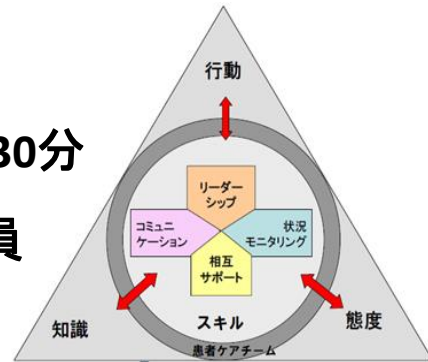 行動
30分
リーダー
シップ
コミュニ
ケーション
状況
モニタリング
員
相互
サポート
スキル
知識
態度
患者ケアチーム